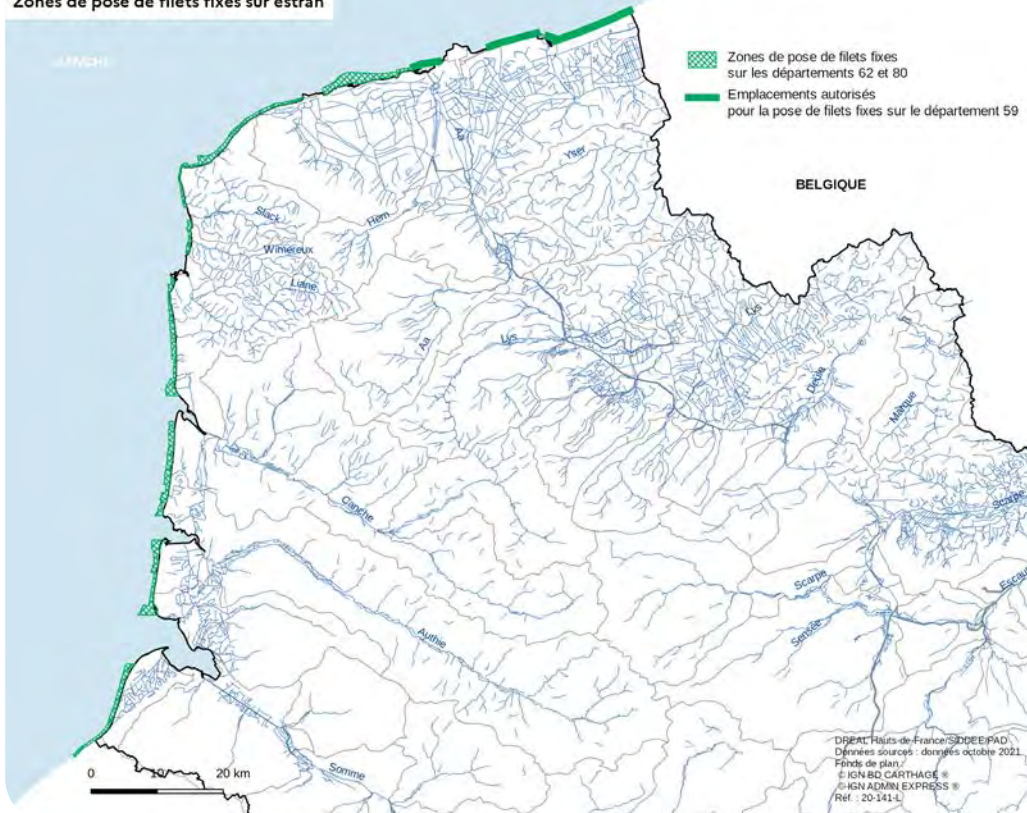 Zones de pose de filets fixes sur estran
MANCHE
Zones de pose de filets fixes
sur les départements 62 et 80
Emplacements autorisés
pour la pose de filets fixes sur le département 59
BELGIQUE
Aa
Yser
Slack
Hem
Wimereux
Liane
Aa
Lys
Lys
Deûle
Marque
Scarpe
Canche
Scarpe
Escaut
Sensée
Authie
Somme
0 10 20 km
DREAL Hauts-de-France/SIDDEE/PAD
Données sources : données octobre 2021
Fonds de plan :
© IGN BD CARTHAGE ®
© IGN ADMIN EXPRESS ®
Réf. : 20-141-L